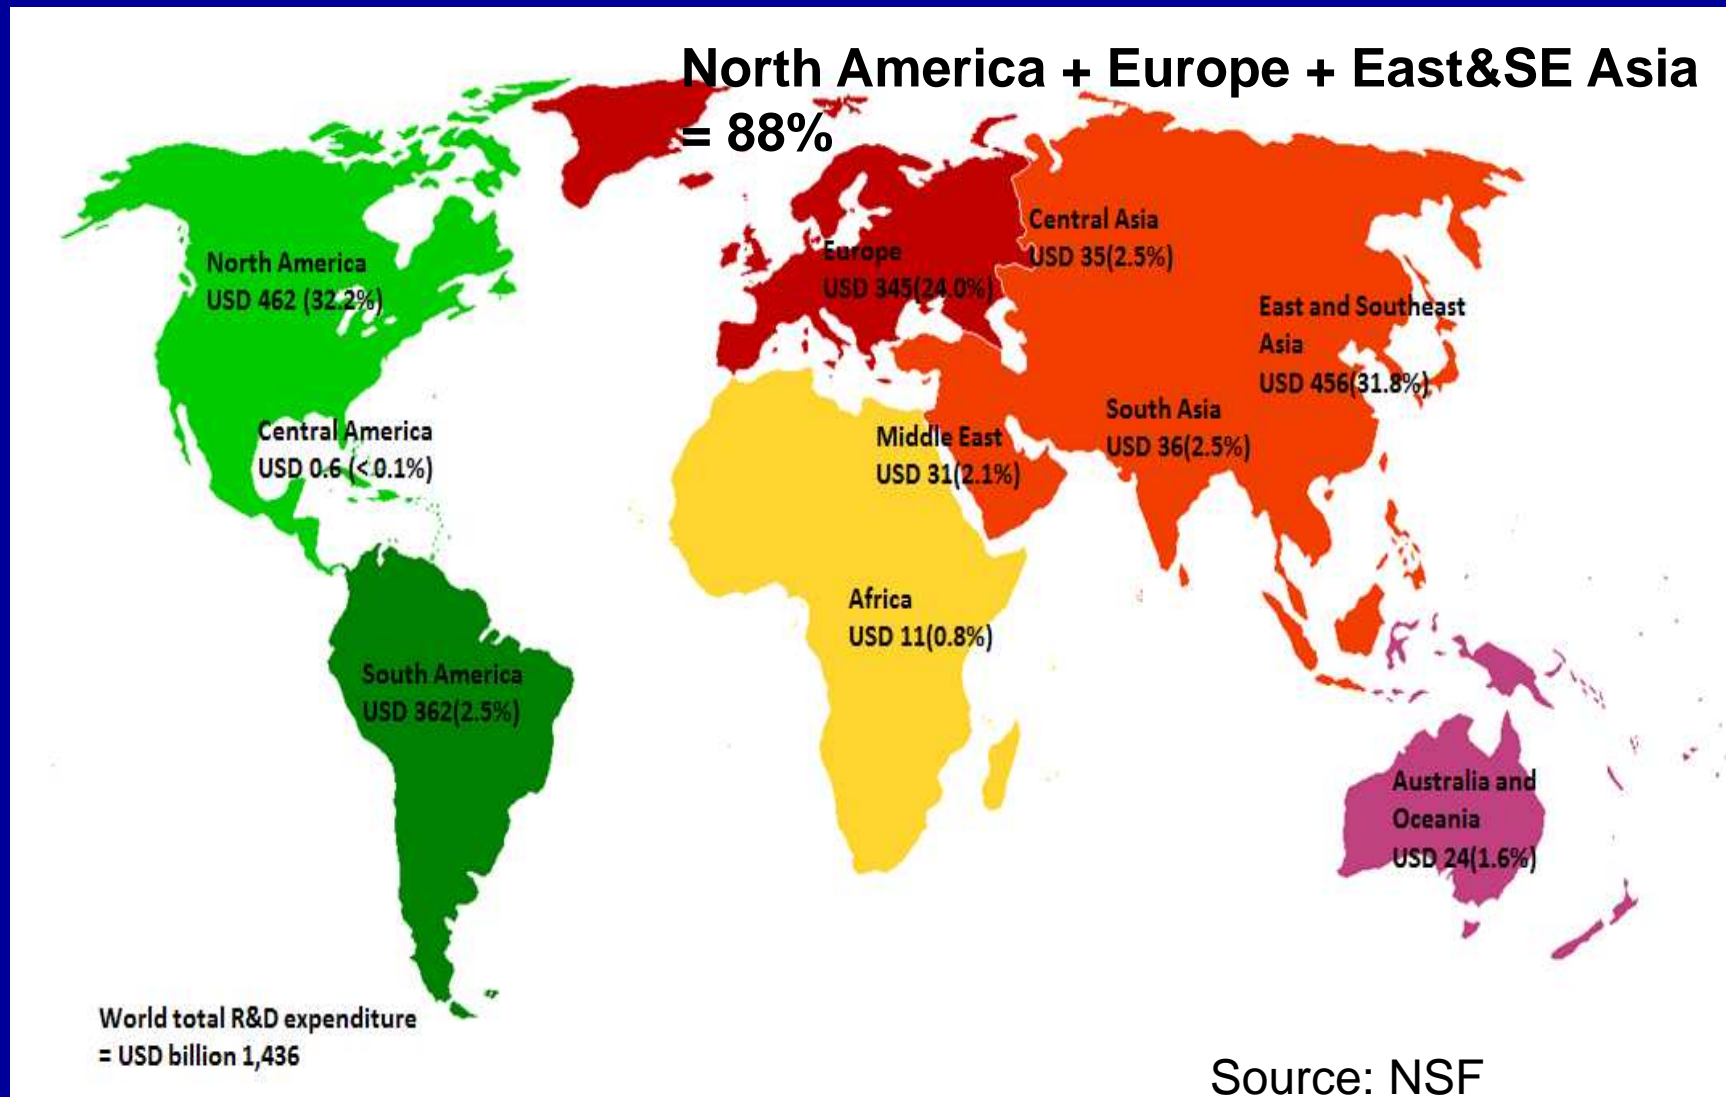 North America + Europe + East&SE Asia
= 88%
North America
USD 462 (32.2%)
Central America
USD 0.6 (< 0.1%)
South America
USD 362(2.5%)
Europe
USD 345(24.0%)
Central Asia
USD 35(2.5%)
East and Southeast
Asia
USD 456(31.8%)
South Asia
USD 36(2.5%)
Middle East
USD 31(2.1%)
Africa
USD 11(0.8%)
Australia and
Oceania
USD 24(1.6%)
World total R&D expenditure
= USD billion 1,436
Source: NSF